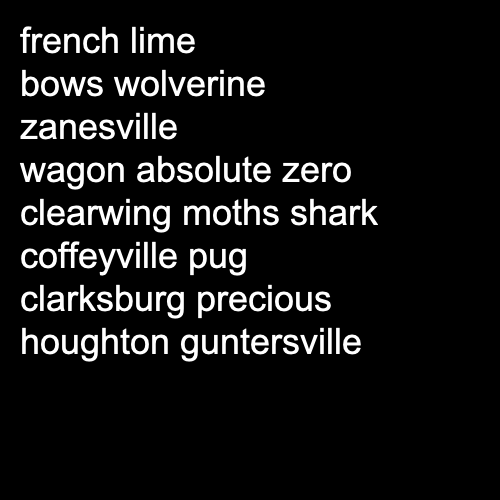 french lime
bows wolverine
zanesville
wagon absolute zero
clearwing moths shark
coffeyville pug
clarksburg precious
houghton guntersville